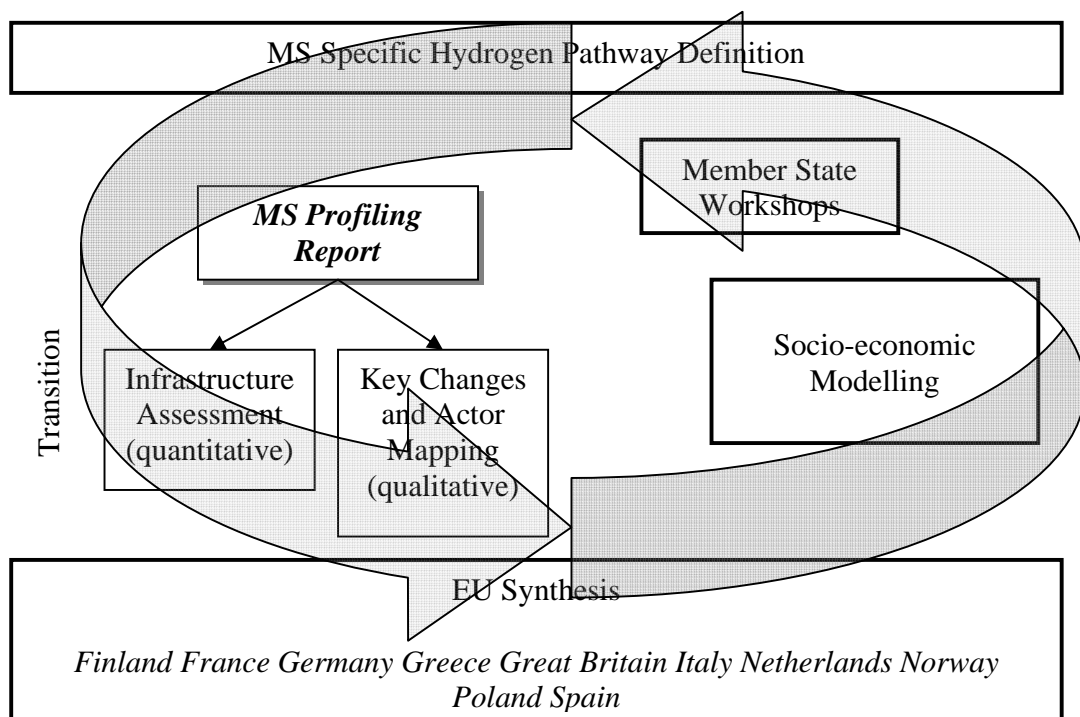 MS Specific Hydrogen Pathway Definition
Member State
Workshops
MS Profiling
Report
Socio-economic
Modelling
Transition
Infrastructure
Assessment
(quantitative)
Key Changes
and Actor
Mapping
(qualitative)
EU Synthesis
Finland France Germany Greece Great Britain Italy Netherlands Norway
Poland Spain